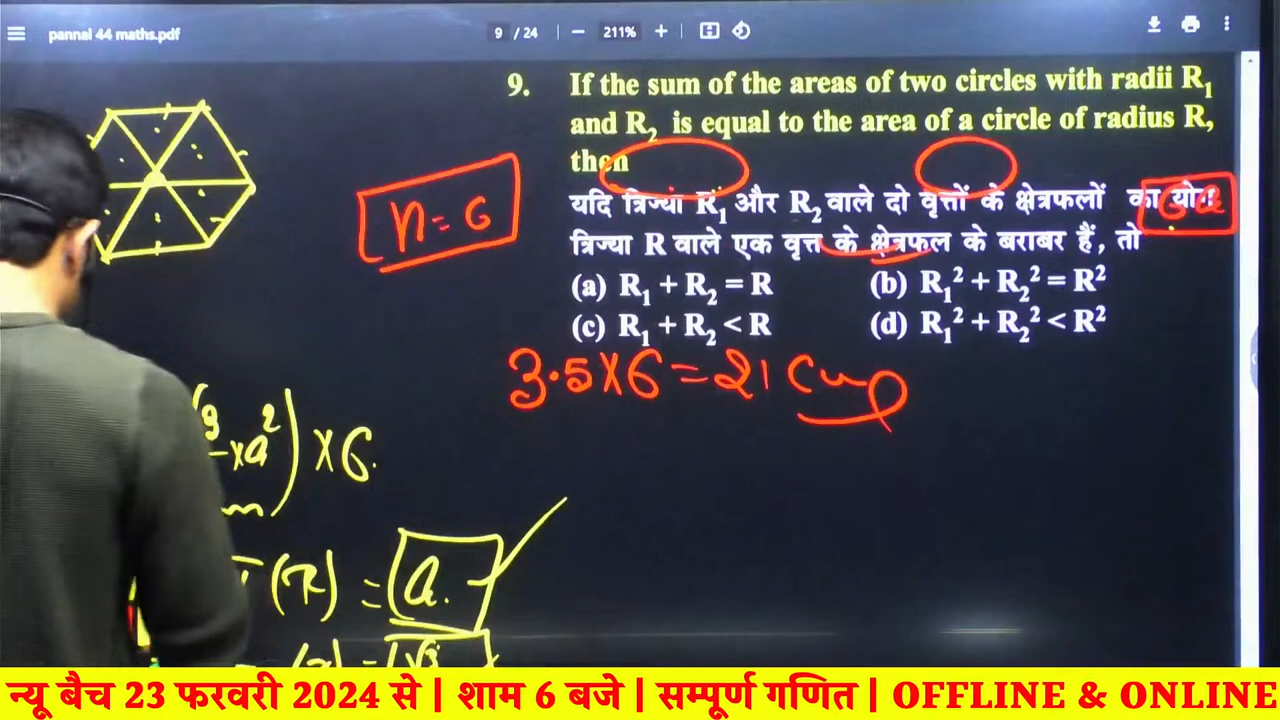 pannal 44 maths.pdf
9 / 24
211%
9. If the sum of the areas of two circles with radii R₁
and R₂ is equal to the area of a circle of radius R,
then
यदि त्रिज्या R₁ और R₂ वाले दो वृत्तों के क्षेत्रफलों का योग
त्रिज्या R वाले एक वृत्त के क्षेत्रफल के बराबर हैं, तो
(a) R₁ + R₂ = R (b) R₁² + R₂² = R²
(c) R₁ + R₂ < R (d) R₁² + R₂² < R²
n = 6
3.5×6 = 21 cm
×a²) ×6.
(R) = a.
न्यू बैच 23 फरवरी 2024 से | शाम 6 बजे | सम्पूर्ण गणित | OFFLINE & ONLINE